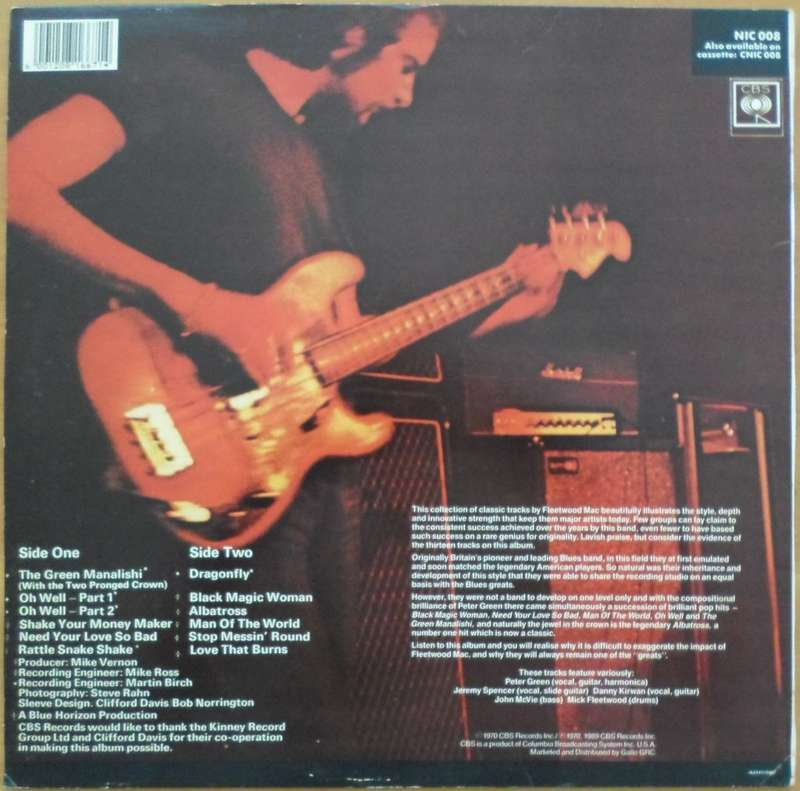 NIC 008
Also available on
cassette: CNIC 008
CBS
Marshall
Side One
The Green Manalishi*
(With the Two Pronged Crown)
Oh Well – Part 1*
Oh Well – Part 2*
Shake Your Money Maker
Need Your Love So Bad
Rattle Snake Shake*
Side Two
Dragonfly*
Black Magic Woman
Albatross
Man Of The World
Stop Messin' Round
Love That Burns
Producer: Mike Vernon
Recording Engineer: Mike Ross
Recording Engineer: Martin Birch
Photography: Steve Rahn
Sleeve Design. Clifford Davis/Bob Norrington
A Blue Horizon Production
CBS Records would like to thank the Kinney Record
Group Ltd and Clifford Davis for their co-operation
in making this album possible.
This collection of classic tracks by Fleetwood Mac beautifully illustrates the style, depth
and innovative strength that keep them major artists today. Few groups can lay claim to
the consistent success achieved over the years by this band, even fewer to have based
such success on a rare genius for originality. Lavish praise, but consider the evidence of
the thirteen tracks on this album.
Originally Britain's pioneer and leading Blues band, in this field they at first emulated
and soon matched the legendary American players. So natural was their inheritance and
development of this style that they were able to share the recording studio on an equal
basis with the Blues greats.
However, they were not a band to develop on one level only and with the compositional
brilliance of Peter Green there came simultaneously a succession of brilliant pop hits –
Black Magic Woman, Need Your Love So Bad, Man Of The World, Oh Well and The
Green Manalishi, and naturally the jewel in the crown is the legendary Albatross, a
number one hit which is now a classic.
Listen to this album and you will realise why it is difficult to exaggerate the impact of
Fleetwood Mac, and why they will always remain one of the "greats".
These tracks feature variously:
Peter Green (vocal, guitar, harmonica)
Jeremy Spencer (vocal, slide guitar) Danny Kirwan (vocal, guitar)
John McVie (bass) Mick Fleetwood (drums)
© 1970 CBS Records Inc./ ℗ 1970, 1989 CBS Records Inc.
CBS is a product of Columbia Broadcasting System Inc. U.S.A.
Marketed and Distributed by Gallo GRC